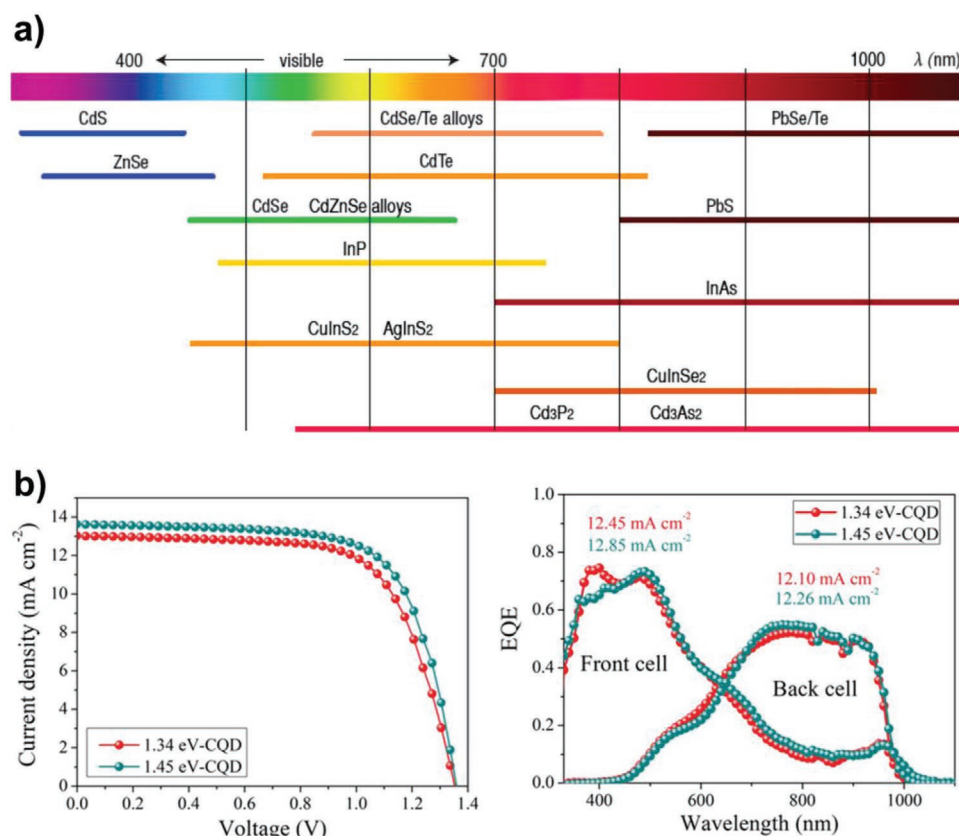 a)
400 visible 700 1000 λ (nm)
CdS CdSe/Te alloys PbSe/Te
ZnSe CdTe
CdSe CdZnSe alloys PbS
InP
InAs
CuInS2 AgInS2
CuInSe2
Cd3P2 Cd3As2
b)
Current density (mA cm-2)
14
12
10
8
6
4
2
0
1.34 eV-CQD
1.45 eV-CQD
0.0 0.2 0.4 0.6 0.8 1.0 1.2 1.4
Voltage (V)
EQE
1.0
0.8
0.6
0.4
0.2
0.0
12.45 mA cm-2
12.85 mA cm-2
1.34 eV-CQD
1.45 eV-CQD
12.10 mA cm-2
12.26 mA cm-2
Front cell
Back cell
400 600 800 1000
Wavelength (nm)